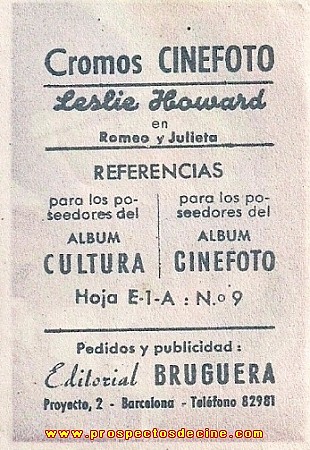 Cromos CINEFOTO
Leslie Howard
en
Romeo y Julieta
REFERENCIAS
para los po-
seedores del
ALBUM
CULTURA
para los po-
seedores del
ALBUM
CINEFOTO
Hoja E-1-A : N.o 9
Pedidos y publicidad :
Editorial BRUGUERA
Proyecto, 2 - Barcelona - Teléfono 82981
www.prospectosdecine.com